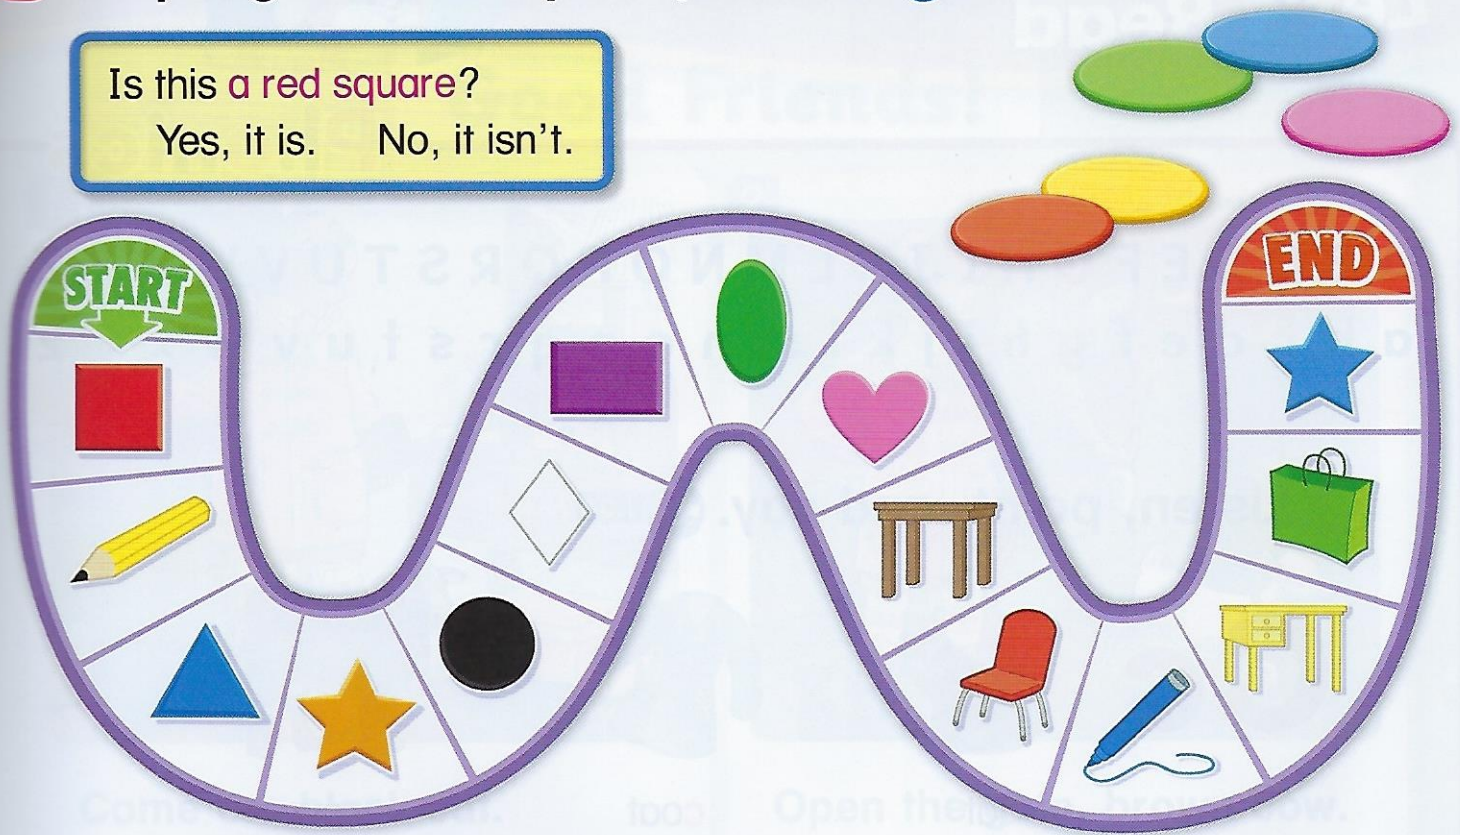 Is this a red square?
Yes, it is. No, it isn't.
START
END